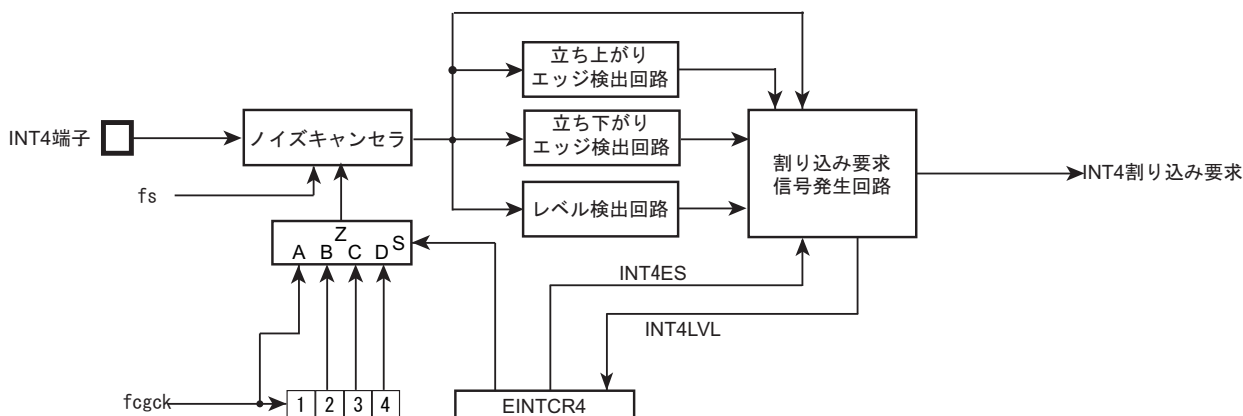 立ち上がり
エッジ検出回路
INT4端子
ノイズキャンセラ
立ち下がり
エッジ検出回路
割り込み要求
信号発生回路
INT4割り込み要求
fs
レベル検出回路
Z
S
A B C D
INT4ES
INT4LVL
fcgck
1 2 3 4
EINTCR4